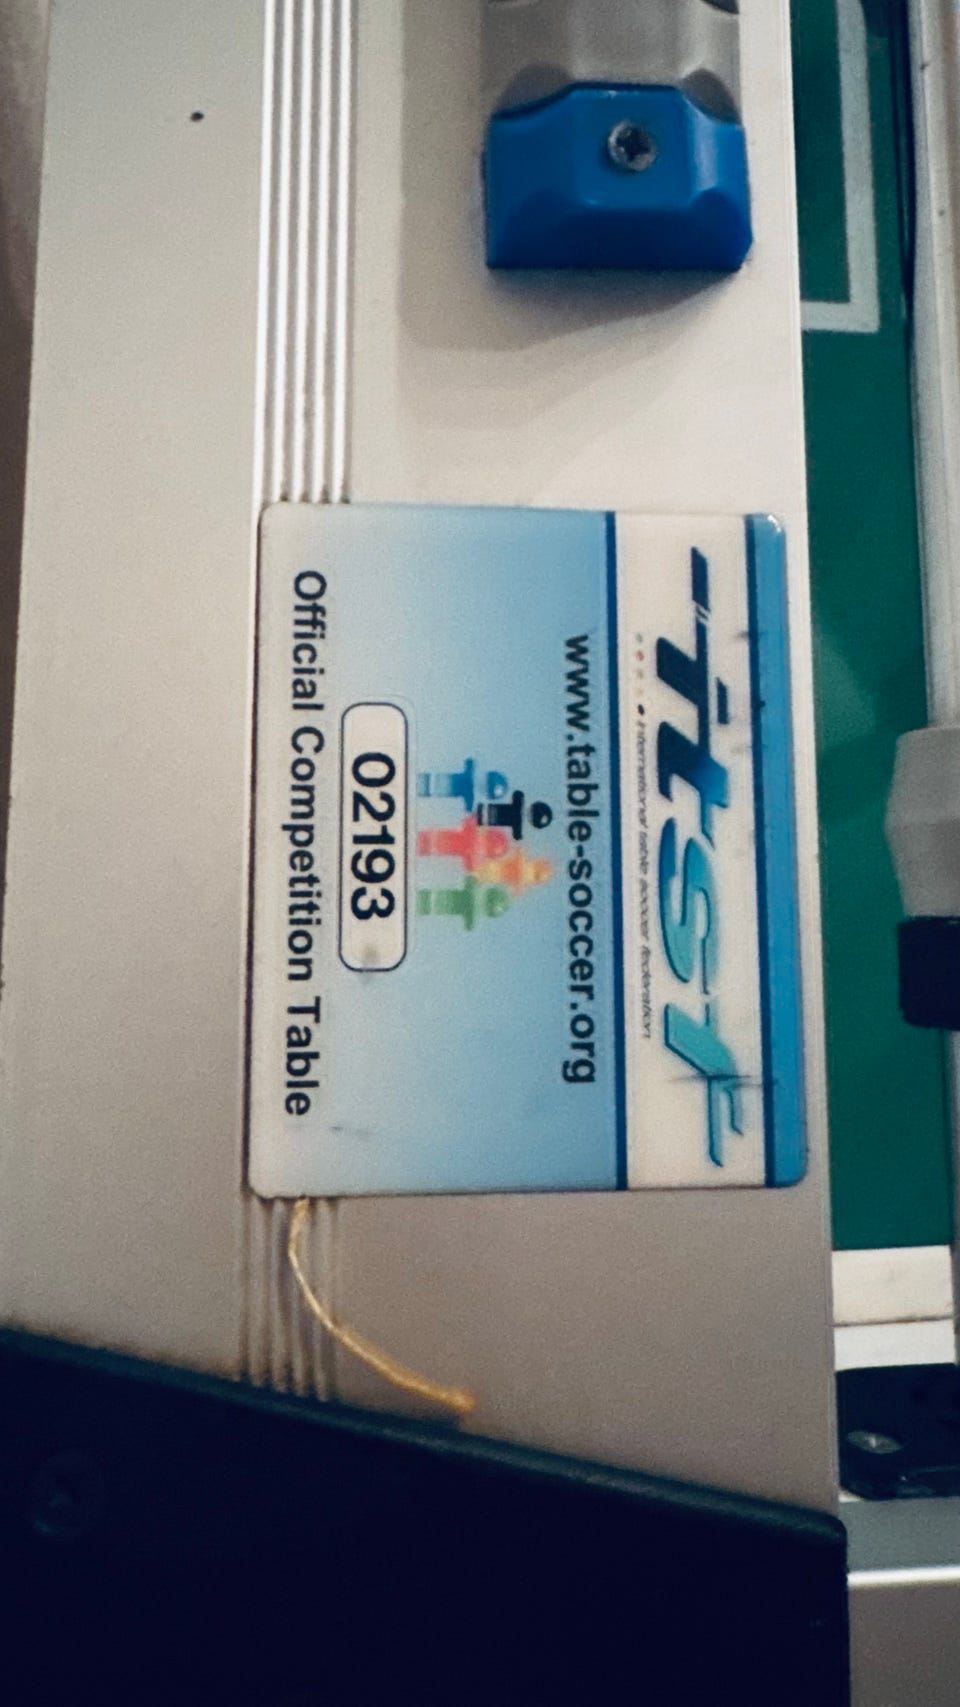 itsf
international table soccer federation
www.table-soccer.org
02193
Official Competition Table